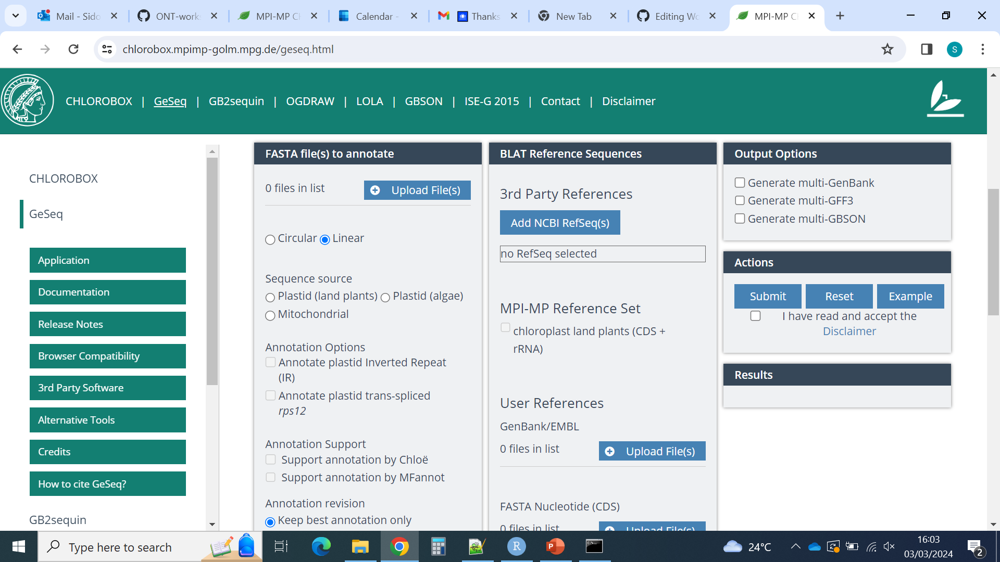 Mail - Sido
ONT-work
MPI-MP Ch
Calendar -
Thanks
New Tab
Editing Wo
MPI-MP Ch
chlorobox.mpimp-golm.mpg.de/geseq.html
S
CHLOROBOX | GeSeq | GB2sequin | OGDRAW | LOLA | GBSON | ISE-G 2015 | Contact | Disclaimer
CHLOROBOX
GeSeq
Application
Documentation
Release Notes
Browser Compatibility
3rd Party Software
Alternative Tools
Credits
How to cite GeSeq?
GB2sequin
FASTA file(s) to annotate
0 files in list
Upload File(s)
Circular Linear
Sequence source
Plastid (land plants) Plastid (algae)
Mitochondrial
Annotation Options
Annotate plastid Inverted Repeat
(IR)
Annotate plastid trans-spliced
rps12
Annotation Support
Support annotation by Chloë
Support annotation by MFannot
Annotation revision
Keep best annotation only
BLAT Reference Sequences
3rd Party References
Add NCBI RefSeq(s)
no RefSeq selected
MPI-MP Reference Set
chloroplast land plants (CDS +
rRNA)
User References
GenBank/EMBL
0 files in list
Upload File(s)
FASTA Nucleotide (CDS)
0 files in list
Upload File(s)
Output Options
Generate multi-GenBank
Generate multi-GFF3
Generate multi-GBSON
Actions
Submit
Reset
Example
I have read and accept the
Disclaimer
Results
Type here to search
R
P
24°C
16:03
03/03/2024
2